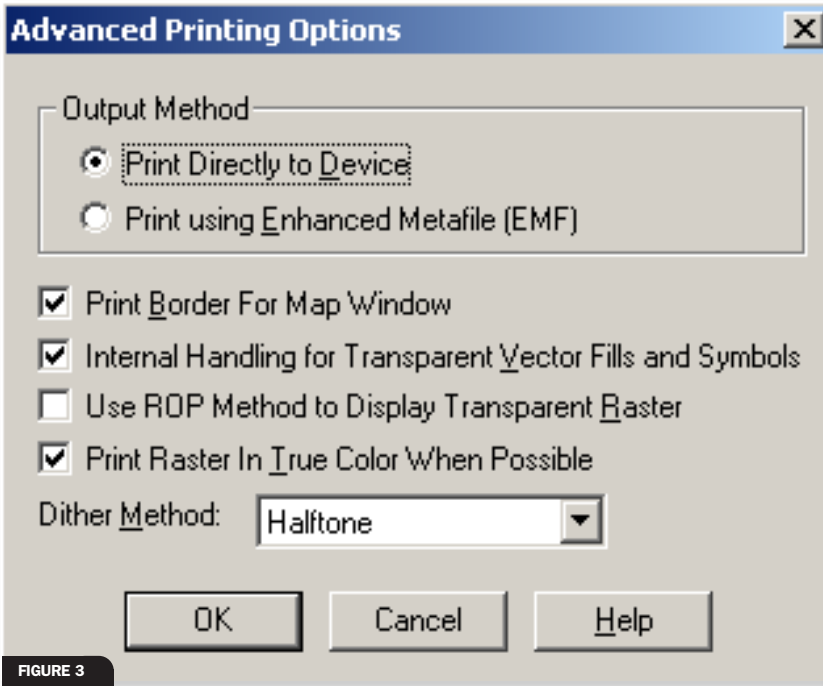 Advanced Printing Options
Output Method
Print Directly to Device
Print using Enhanced Metafile (EMF)
Print Border For Map Window
Internal Handling for Transparent Vector Fills and Symbols
Use ROP Method to Display Transparent Raster
Print Raster In True Color When Possible
Dither Method: Halftone
OK Cancel Help
FIGURE 3